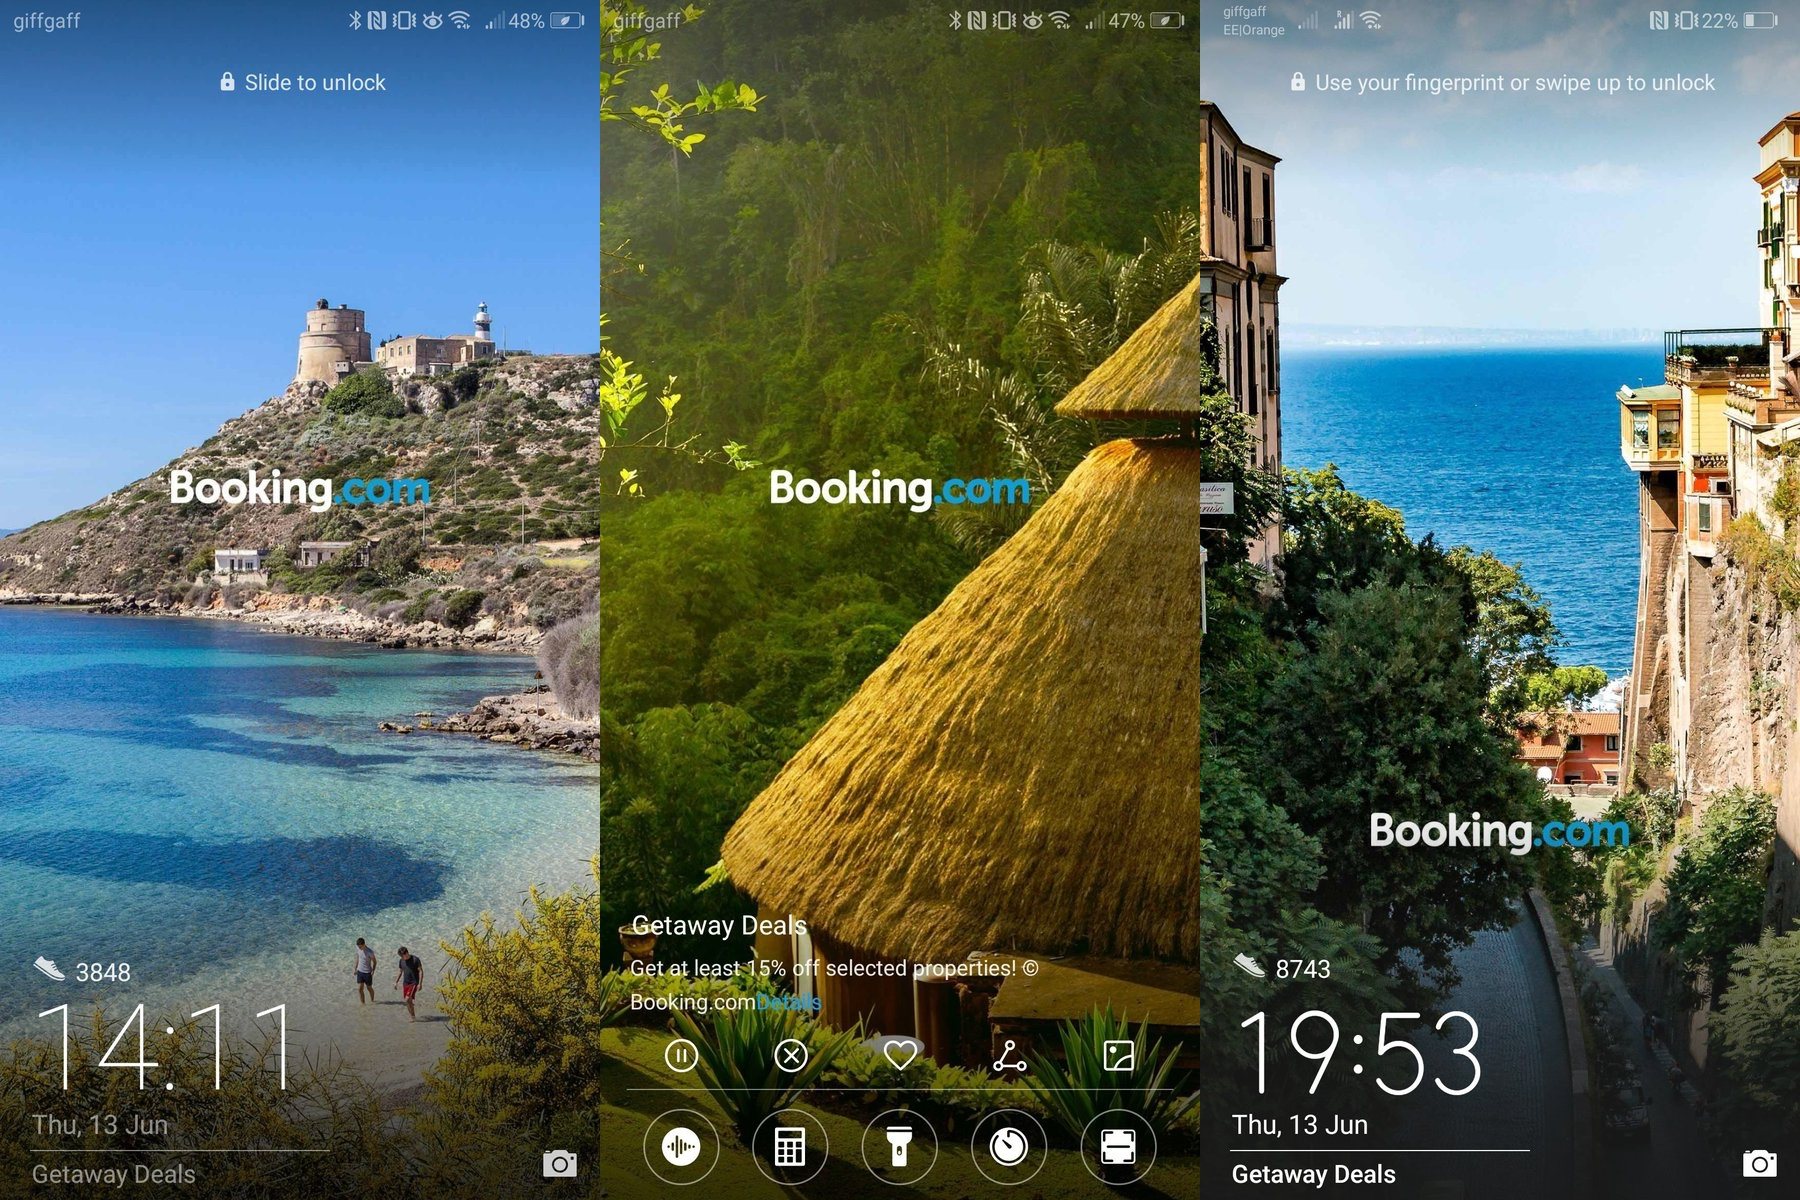 giffgaff
48%
Slide to unlock
Booking.com
3848
14:11
Thu, 13 Jun
Getaway Deals
giffgaff
47%
Booking.com
Getaway Deals
Get at least 15% off selected properties! ©
Booking.comDetails
giffgaff
EE|Orange
R
22%
Use your fingerprint or swipe up to unlock
Booking.com
8743
19:53
Thu, 13 Jun
Getaway Deals